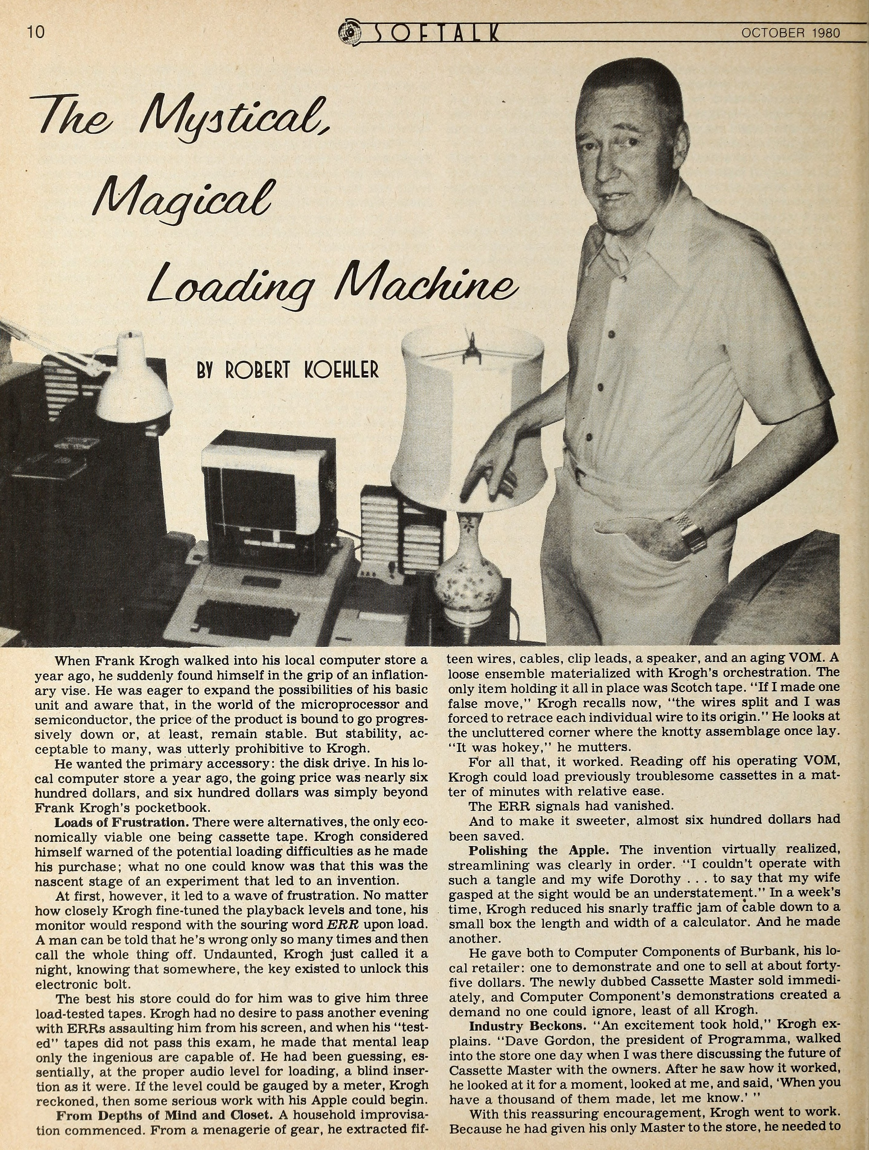 10
SOFTALK
OCTOBER 1980
The Mystical,
Magical
Loading Machine
BY ROBERT KOEHLER
When Frank Krogh walked into his local computer store a
year ago, he suddenly found himself in the grip of an inflation-
ary vise. He was eager to expand the possibilities of his basic
unit and aware that, in the world of the microprocessor and
semiconductor, the price of the product is bound to go progres-
sively down or, at least, remain stable. But stability, ac-
ceptable to many, was utterly prohibitive to Krogh.
He wanted the primary accessory: the disk drive. In his lo-
cal computer store a year ago, the going price was nearly six
hundred dollars, and six hundred dollars was simply beyond
Frank Krogh's pocketbook.
Loads of Frustration. There were alternatives, the only eco-
nomically viable one being cassette tape. Krogh considered
himself warned of the potential loading difficulties as he made
his purchase; what no one could know was that this was the
nascent stage of an experiment that led to an invention.
At first, however, it led to a wave of frustration. No matter
how closely Krogh fine-tuned the playback levels and tone, his
monitor would respond with the souring word ERR upon load.
A man can be told that he's wrong only so many times and then
call the whole thing off. Undaunted, Krogh just called it a
night, knowing that somewhere, the key existed to unlock this
electronic bolt.
The best his store could do for him was to give him three
load-tested tapes. Krogh had no desire to pass another evening
with ERRs assaulting him from his screen, and when his "test-
ed" tapes did not pass this exam, he made that mental leap
only the ingenious are capable of. He had been guessing, es-
sentially, at the proper audio level for loading, a blind inser-
tion as it were. If the level could be gauged by a meter, Krogh
reckoned, then some serious work with his Apple could begin.
From Depths of Mind and Closet. A household improvisa-
tion commenced. From a menagerie of gear, he extracted fif-
teen wires, cables, clip leads, a speaker, and an aging VOM. A
loose ensemble materialized with Krogh's orchestration. The
only item holding it all in place was Scotch tape. "If I made one
false move," Krogh recalls now, "the wires split and I was
forced to retrace each individual wire to its origin." He looks at
the uncluttered corner where the knotty assemblage once lay.
"It was hokey," he mutters.
For all that, it worked. Reading off his operating VOM,
Krogh could load previously troublesome cassettes in a mat-
ter of minutes with relative ease.
The ERR signals had vanished.
And to make it sweeter, almost six hundred dollars had
been saved.
Polishing the Apple. The invention virtually realized,
streamlining was clearly in order. "I couldn't operate with
such a tangle and my wife Dorothy . . . to say that my wife
gasped at the sight would be an understatement." In a week's
time, Krogh reduced his snarly traffic jam of cable down to a
small box the length and width of a calculator. And he made
another.
He gave both to Computer Components of Burbank, his lo-
cal retailer: one to demonstrate and one to sell at about forty-
five dollars. The newly dubbed Cassette Master sold immedi-
ately, and Computer Component's demonstrations created a
demand no one could ignore, least of all Krogh.
Industry Beckons. "An excitement took hold," Krogh ex-
plains. "Dave Gordon, the president of Programma, walked
into the store one day when I was there discussing the future of
Cassette Master with the owners. After he saw how it worked,
he looked at it for a moment, looked at me, and said, 'When you
have a thousand of them made, let me know.' "
With this reassuring encouragement, Krogh went to work.
Because he had given his only Master to the store, he needed to